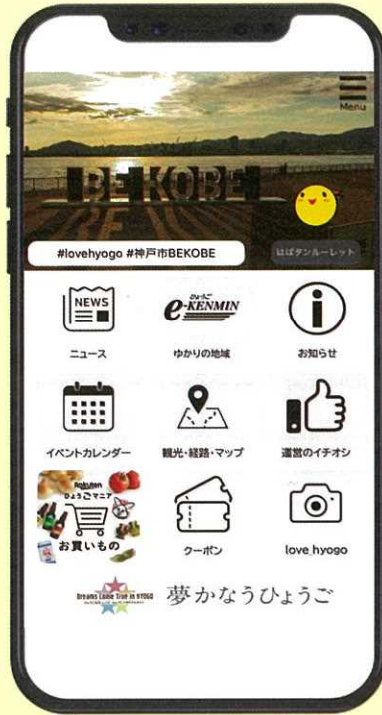 Menu
BE KOBE
#lovehyogo #神戸市BEKOBE
はばタンルーレット
NEWS
ひょうご
e-KENMIN
ニュース
ゆかりの地域
お知らせ
イベントカレンダー
観光・経路・マップ
運営のイチオシ
Rakuten
ひょうごマニア
お買いもの
クーポン
love_hyogo
Dreams Come True in HYOGO
夢かなうひょうご